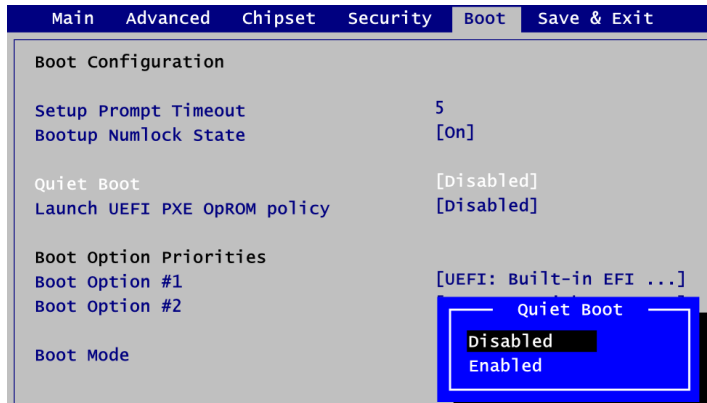 Main Advanced Chipset Security Boot Save & Exit
Boot Configuration
Setup Prompt Timeout 5
Bootup Numlock State [On]
Quiet Boot [Disabled]
Launch UEFI PXE OpROM policy [Disabled]
Boot Option Priorities
Boot Option #1 [UEFI: Built-in EFI ...]
Boot Option #2
Boot Mode
Quiet Boot
Disabled
Enabled